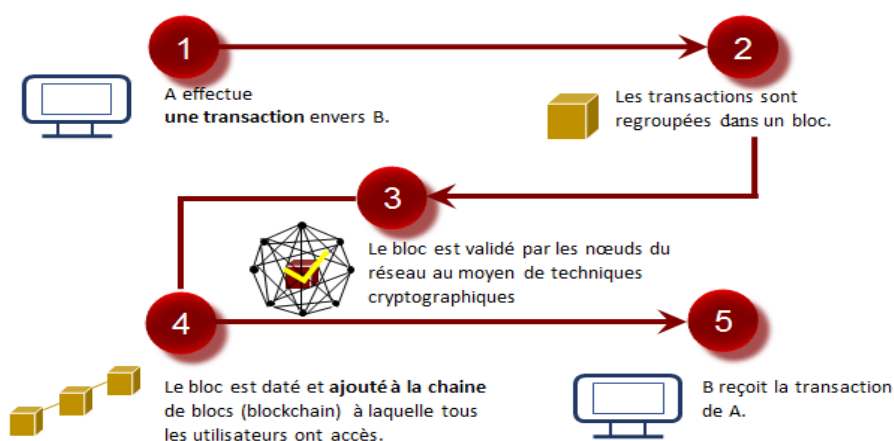 1
A effectue
une transaction envers B.
2
Les transactions sont
regroupées dans un bloc.
3
Le bloc est validé par les nœuds du
réseau au moyen de techniques
cryptographiques
4
Le bloc est daté et ajouté à la chaine
de blocs (blockchain) à laquelle tous
les utilisateurs ont accès.
5
B reçoit la transaction
de A.